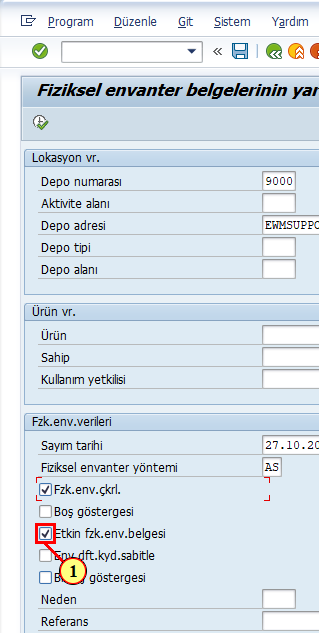 Program Düzenle Git Sistem Yardım
«
Fiziksel envanter belgelerinin yar
Lokasyon vr.
Depo numarası 9000
Aktivite alanı
Depo adresi EWMSUPPO
Depo tipi
Depo alanı
Ürün vr.
Ürün
Sahip
Kullanım yetkilisi
Fzk.env.verileri
Sayım tarihi 27.10.20
Fiziksel envanter yöntemi AS
Fzk.env.çkrl.
Boş göstergesi
Etkin fzk.env.belgesi
Env.dft.kyd.sabitle
göstergesi
1
Neden
Referans